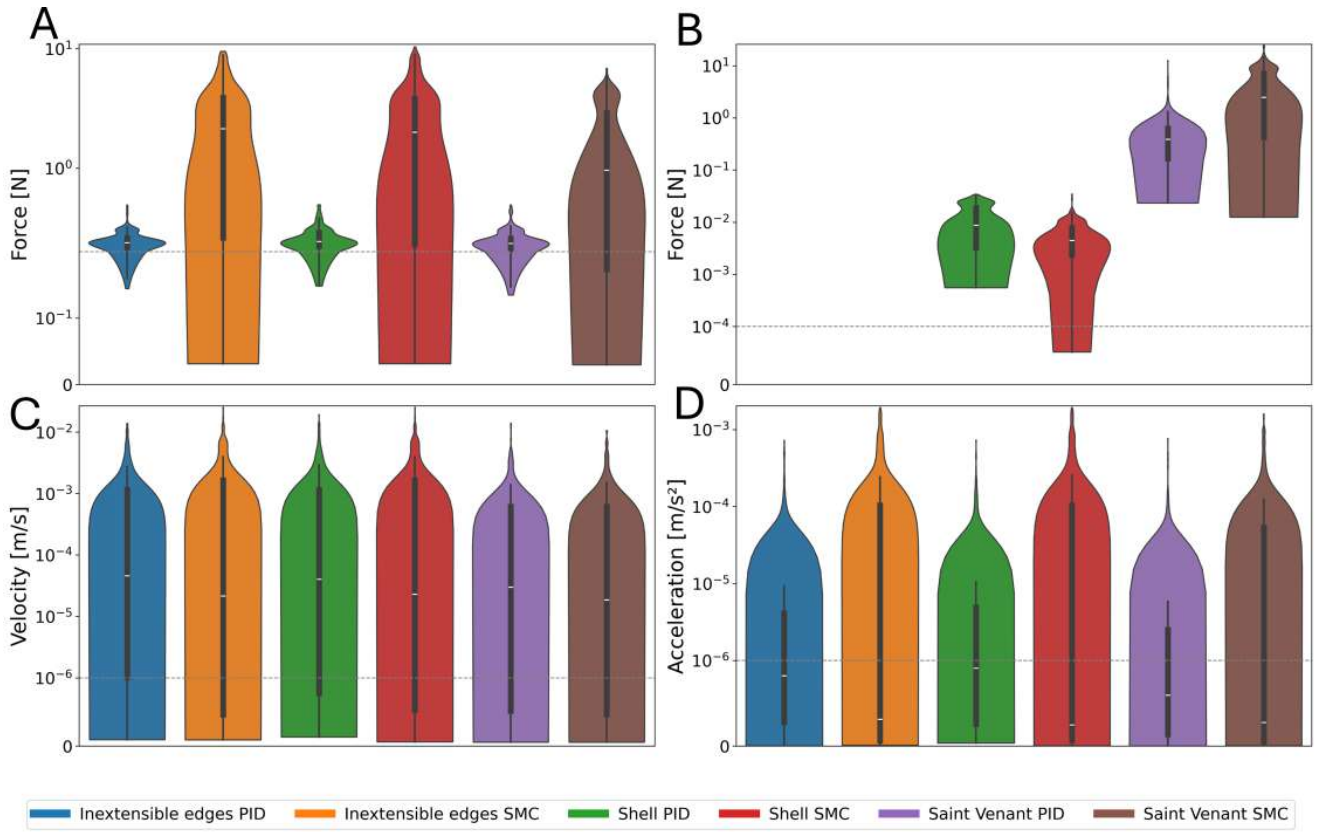 A
B
10¹
10⁰
10⁻¹
0
Force [N]
10¹
10⁰
10⁻¹
10⁻²
10⁻³
10⁻⁴
0
Force [N]
C
D
10⁻²
10⁻³
10⁻⁴
10⁻⁵
10⁻⁶
0
Velocity [m/s]
10⁻³
10⁻⁴
10⁻⁵
10⁻⁶
0
Acceleration [m/s²]
Inextensible edges PID Inextensible edges SMC Shell PID Shell SMC Saint Venant PID Saint Venant SMC